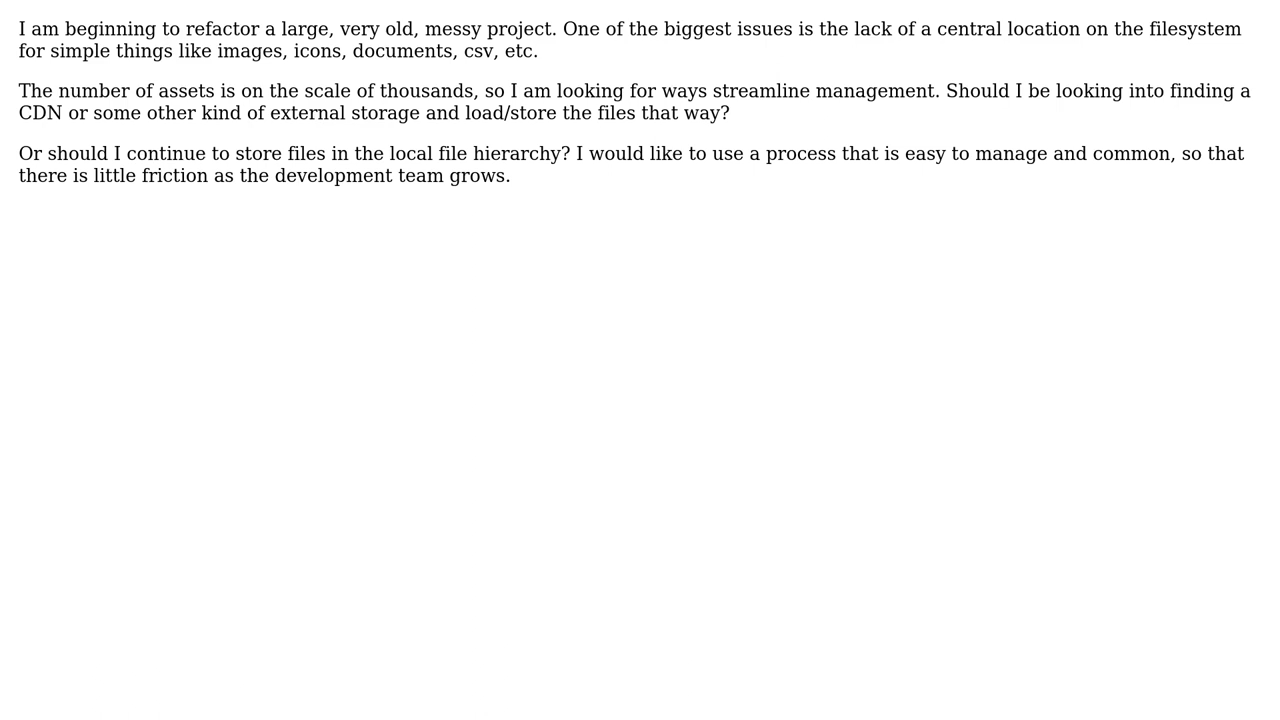 I am beginning to refactor a large, very old, messy project. One of the biggest issues is the lack of a central location on the filesystem
for simple things like images, icons, documents, csv, etc.
The number of assets is on the scale of thousands, so I am looking for ways streamline management. Should I be looking into finding a
CDN or some other kind of external storage and load/store the files that way?
Or should I continue to store files in the local file hierarchy? I would like to use a process that is easy to manage and common, so that
there is little friction as the development team grows.